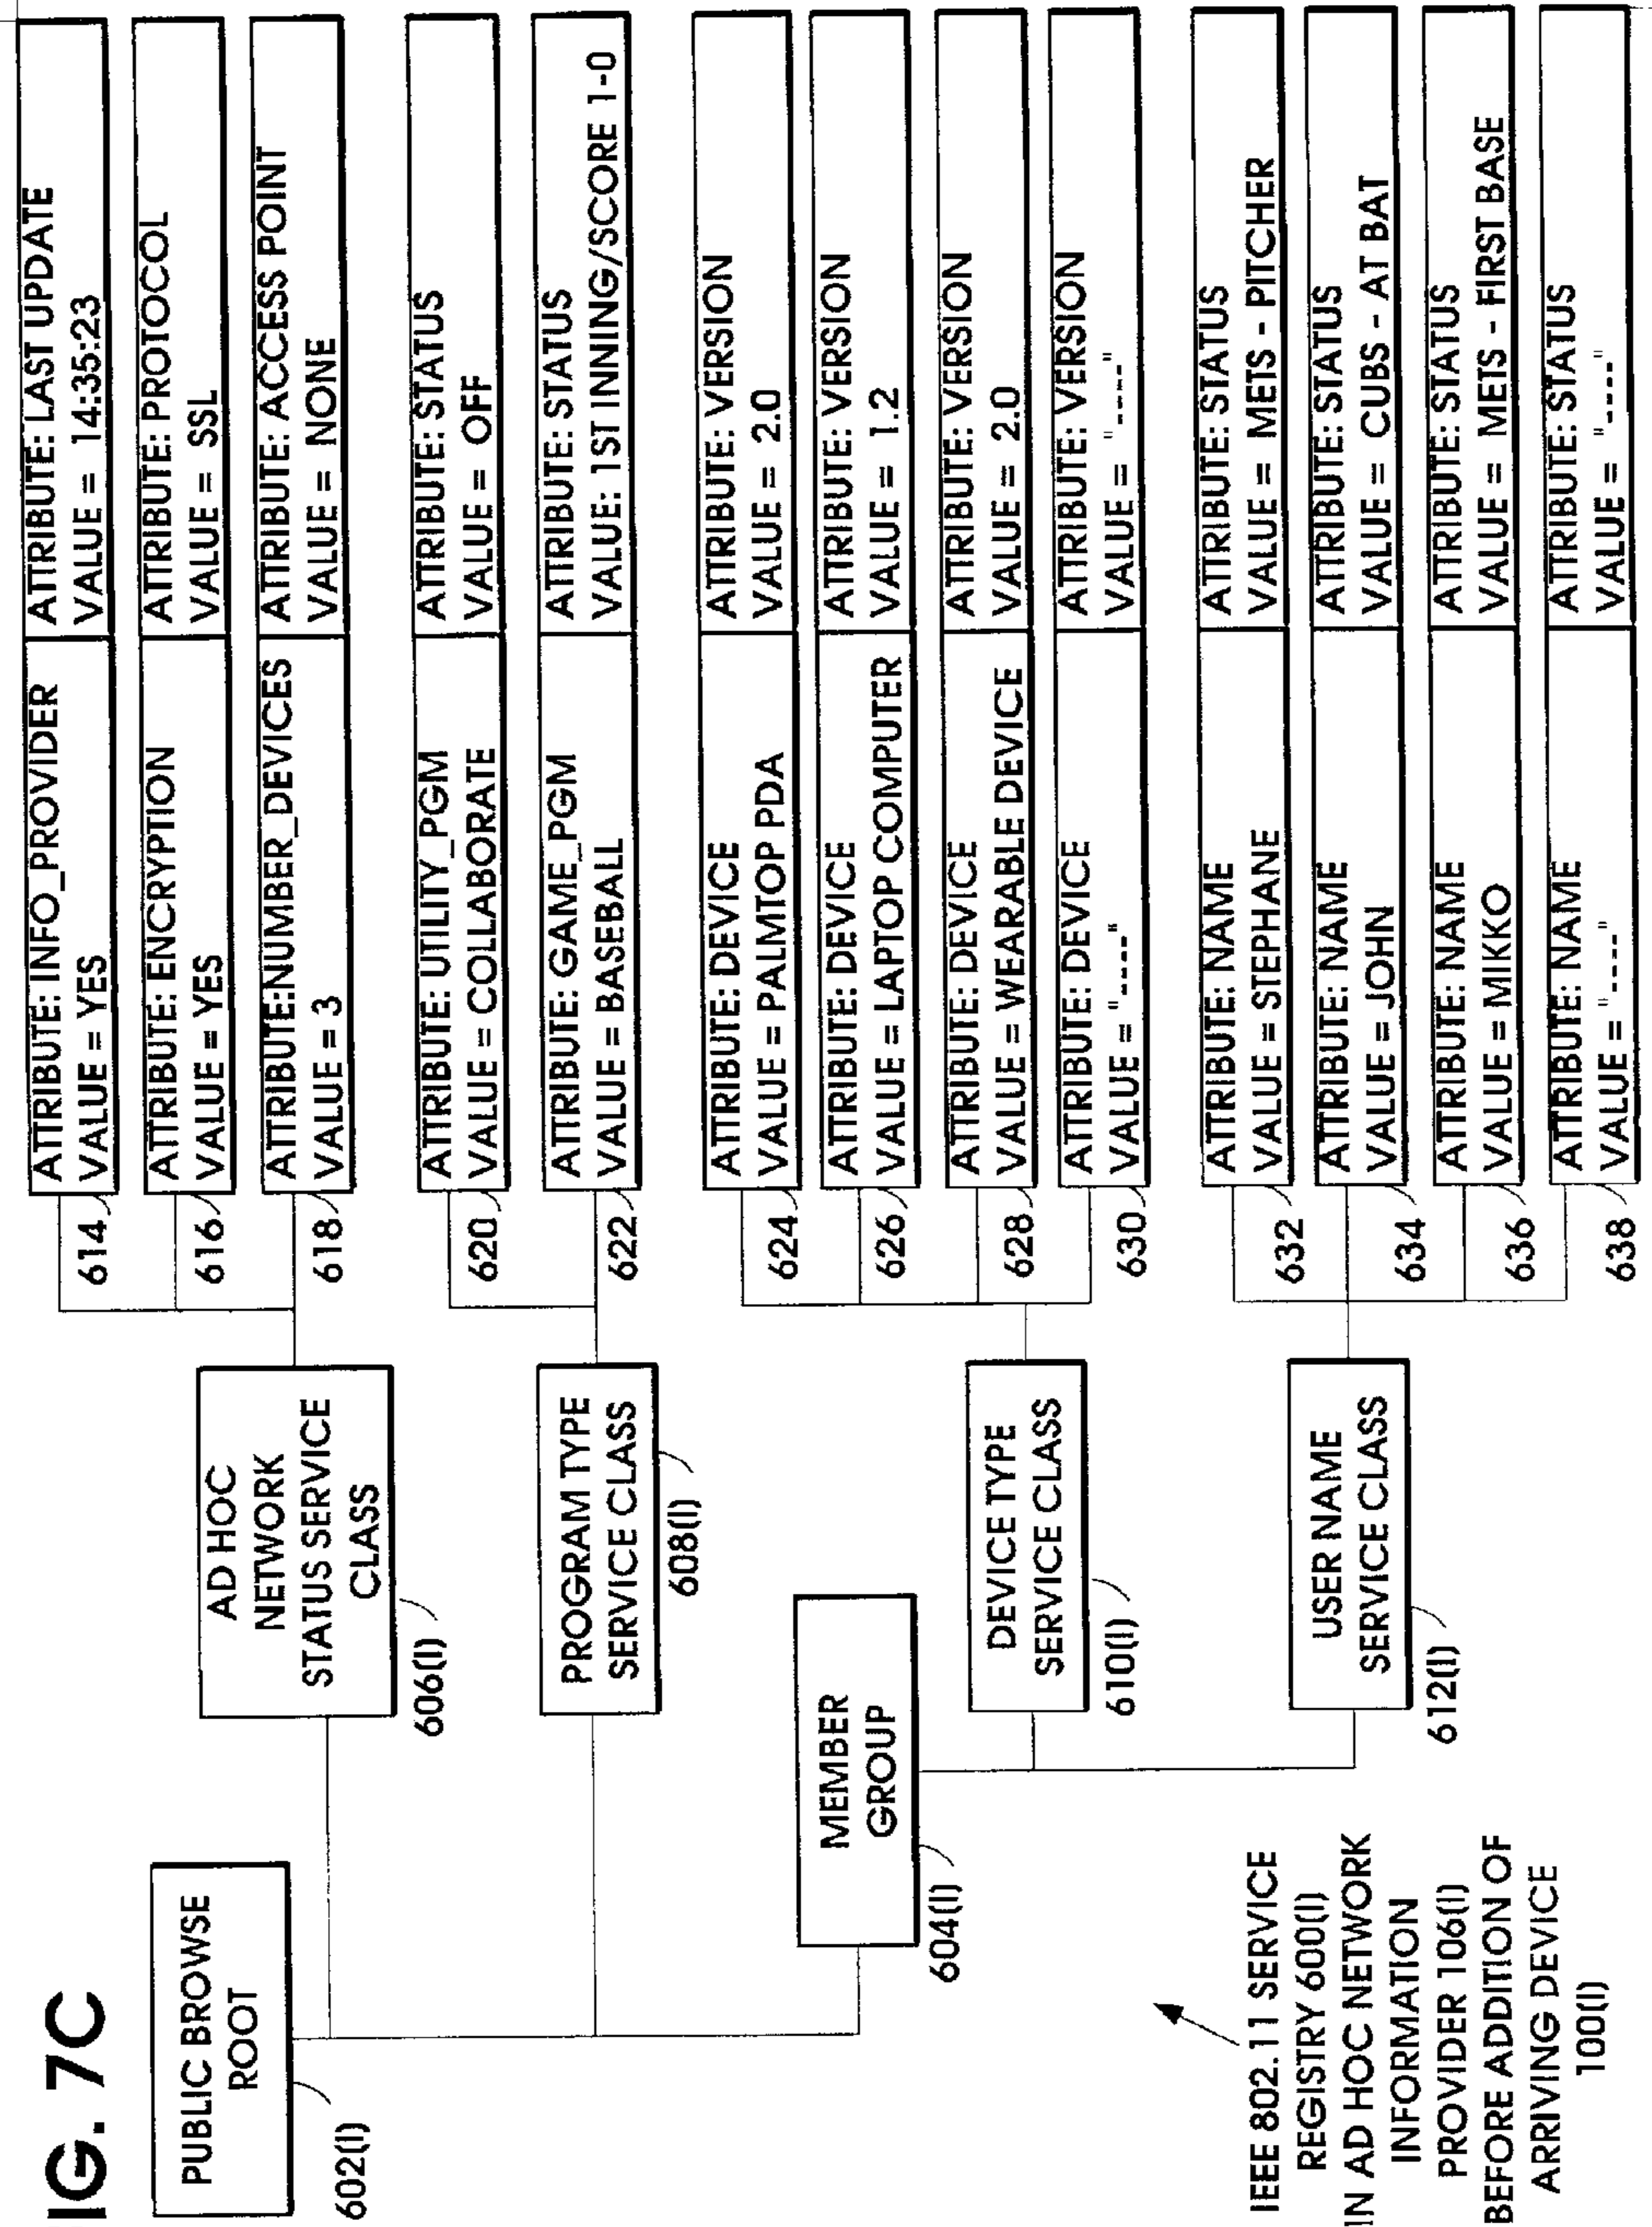 IG. 7C
PUBLIC BROWSE
ROOT
602(I)
AD HOC
NETWORK
STATUS SERVICE
CLASS
606(I)
PROGRAM TYPE
SERVICE CLASS
608(I)
MEMBER
GROUP
604(I)
DEVICE TYPE
SERVICE CLASS
610(I)
USER NAME
SERVICE CLASS
612(I)
ATTRIBUTE: INFO_PROVIDER
VALUE = YES
ATTRIBUTE: LAST UPDATE
VALUE = 14:35:23
614
ATTRIBUTE: ENCRYPTION
VALUE = YES
ATTRIBUTE: PROTOCOL
VALUE = SSL
616
ATTRIBUTE:NUMBER_DEVICES
VALUE = 3
ATTRIBUTE: ACCESS POINT
VALUE = NONE
618
ATTRIBUTE: UTILITY_PGM
VALUE = COLLABORATE
ATTRIBUTE: STATUS
VALUE = OFF
620
ATTRIBUTE: GAME_PGM
VALUE = BASEBALL
ATTRIBUTE: STATUS
VALUE: 1ST INNING/SCORE 1-0
622
ATTRIBUTE: DEVICE
VALUE = PALMTOP PDA
ATTRIBUTE: VERSION
VALUE = 2.0
624
ATTRIBUTE: DEVICE
VALUE = LAPTOP COMPUTER
ATTRIBUTE: VERSION
VALUE = 1.2
626
ATTRIBUTE: DEVICE
VALUE = WEARABLE DEVICE
ATTRIBUTE: VERSION
VALUE = 2.0
628
ATTRIBUTE: DEVICE
VALUE = "----"
ATTRIBUTE: VERSION
VALUE = "----"
630
ATTRIBUTE: NAME
VALUE = STEPHANE
ATTRIBUTE: STATUS
VALUE = METS - PITCHER
632
ATTRIBUTE: NAME
VALUE = JOHN
ATTRIBUTE: STATUS
VALUE = CUBS - AT BAT
634
ATTRIBUTE: NAME
VALUE = MIKKO
ATTRIBUTE: STATUS
VALUE = METS - FIRST BASE
636
ATTRIBUTE: NAME
VALUE = "----"
ATTRIBUTE: STATUS
VALUE = "----"
638
IEEE 802.11 SERVICE
REGISTRY 600(I)
IN AD HOC NETWORK
INFORMATION
PROVIDER 106(I)
BEFORE ADDITION OF
ARRIVING DEVICE
100(I)